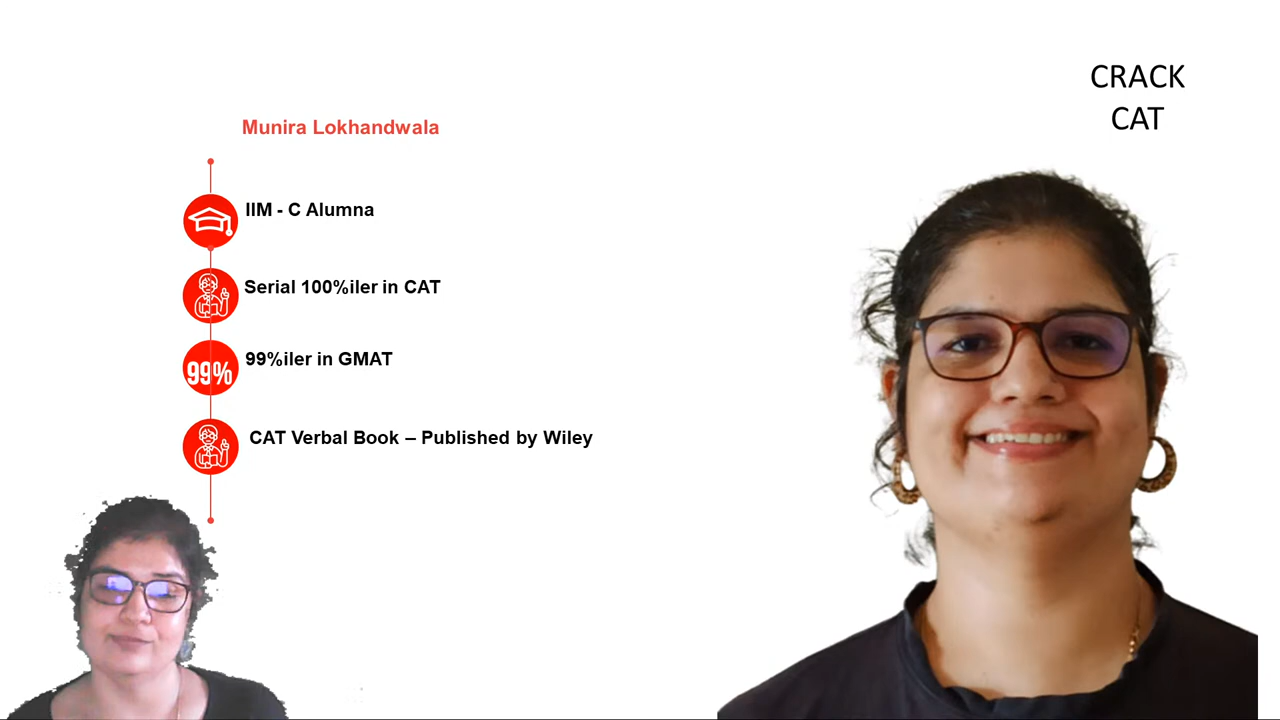 CRACK
CAT
Munira Lokhandwala
IIM - C Alumna
Serial 100%iler in CAT
99%iler in GMAT
99%
CAT Verbal Book – Published by Wiley